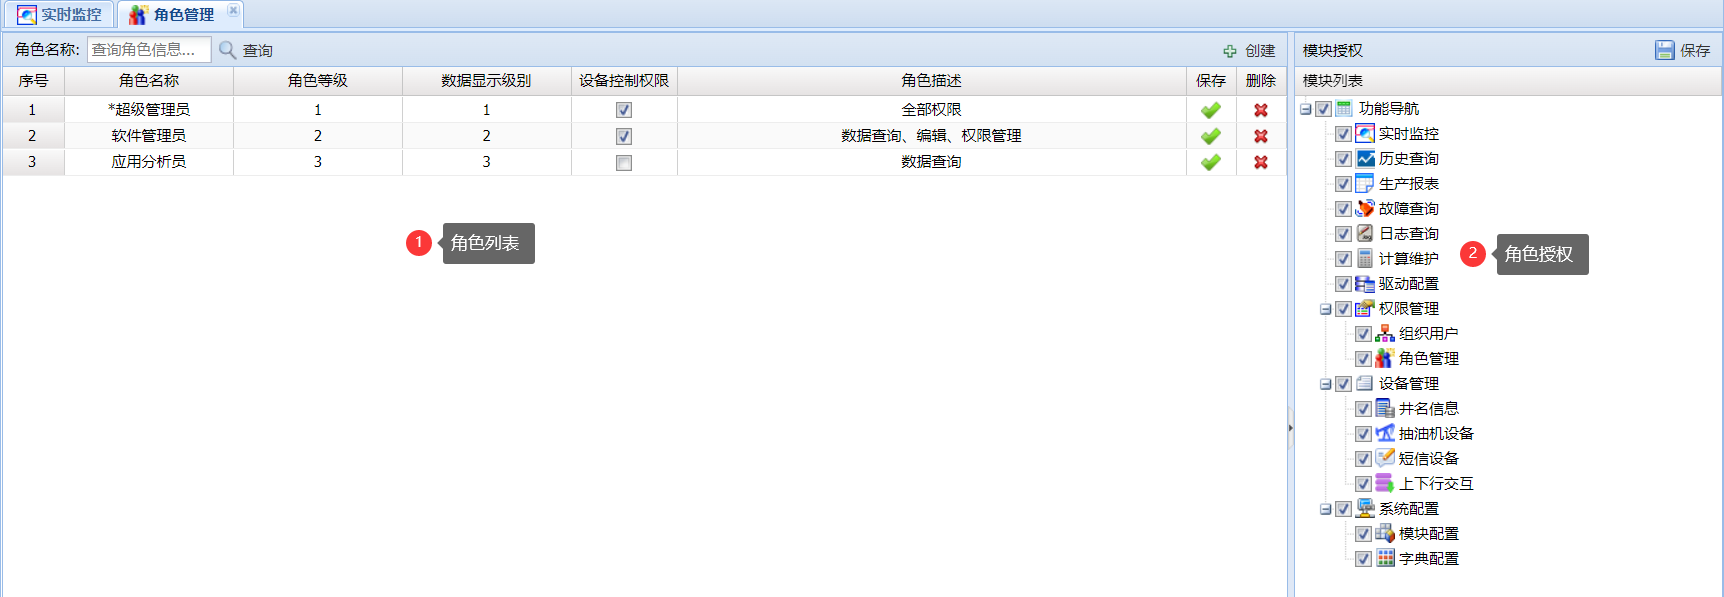 实时监控 角色管理
角色名称: 查询角色信息... 查询 创建
序号 角色名称 角色等级 数据显示级别 设备控制权限 角色描述 保存 删除
1 *超级管理员 1 1 全部权限
2 软件管理员 2 2 数据查询、编辑、权限管理
3 应用分析员 3 3 数据查询
1 角色列表
模块授权 保存
模块列表
功能导航
实时监控
历史查询
生产报表
故障查询
日志查询
计算维护
驱动配置
权限管理
组织用户
角色管理
设备管理
井名信息
抽油机设备
短信设备
上下行交互
系统配置
模块配置
字典配置
2 角色授权